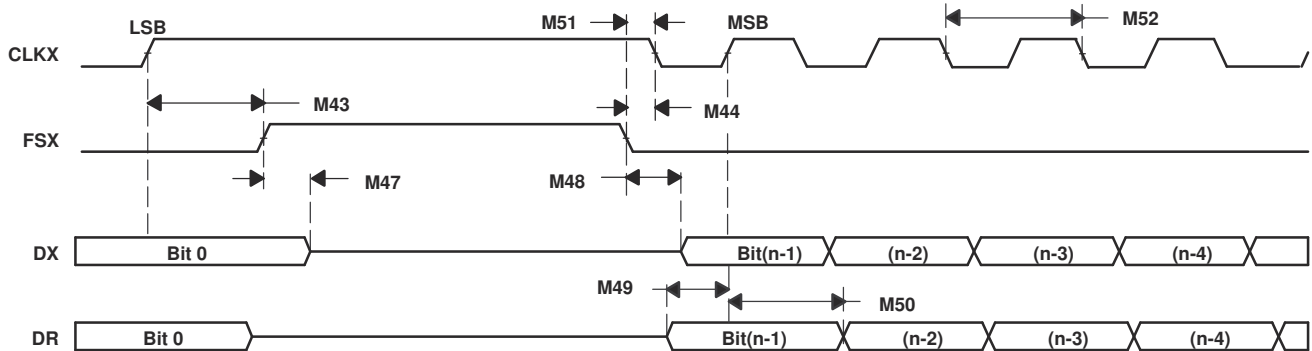 LSB M51 MSB M52
CLKX
M43 M44
FSX
M47 M48
DX Bit 0 Bit(n-1) (n-2) (n-3) (n-4)
M49 M50
DR Bit 0 Bit(n-1) (n-2) (n-3) (n-4)